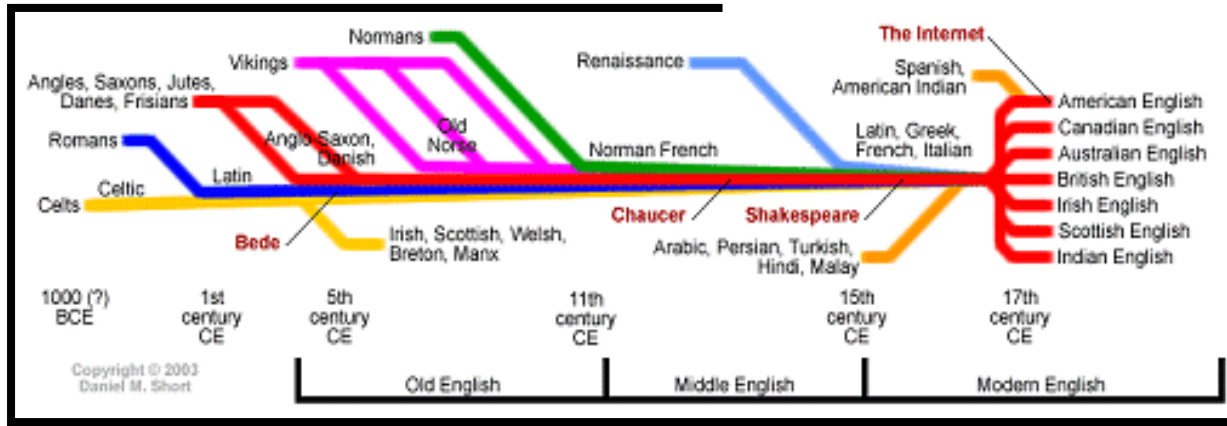 Normans
The Internet
Vikings
Renaissance
Spanish,
American Indian
Angles, Saxons, Jutes,
Danes, Frisians
American English
Romans
Anglo Saxon,
Danish
Old
Norse
Latin, Greek,
French, Italian
Canadian English
Norman French
Australian English
Celtic
Latin
British English
Celts
Chaucer
Shakespeare
Irish English
Bede
Irish, Scottish, Welsh,
Breton, Manx
Arabic, Persian, Turkish,
Hindi, Malay
Scottish English
Indian English
1000 (?)
BCE
1st
century
CE
5th
century
CE
11th
century
CE
15th
century
CE
17th
century
CE
Copyright © 2003
Daniel M. Short
Old English
Middle English
Modern English